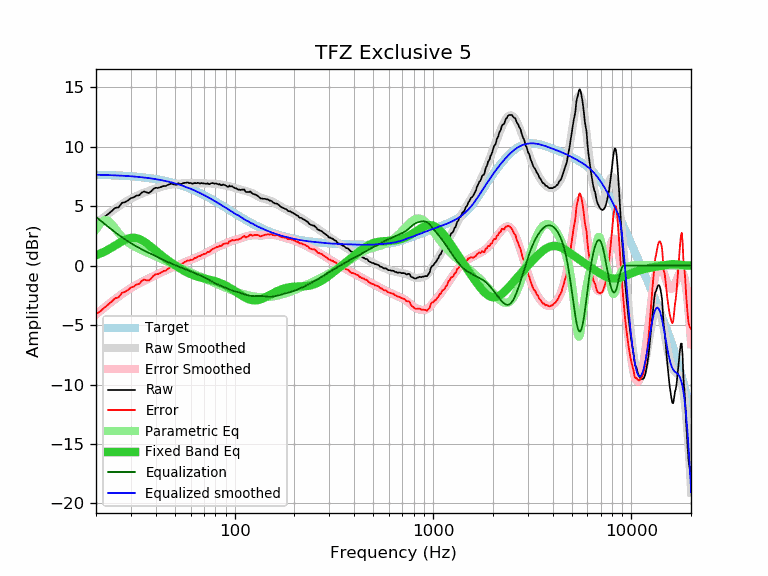 TFZ Exclusive 5
15
10
5
0
−5
−10
−15
−20
Amplitude (dBr)
Target
Raw Smoothed
Error Smoothed
Raw
Error
Parametric Eq
Fixed Band Eq
Equalization
Equalized smoothed
100
1000
10000
Frequency (Hz)